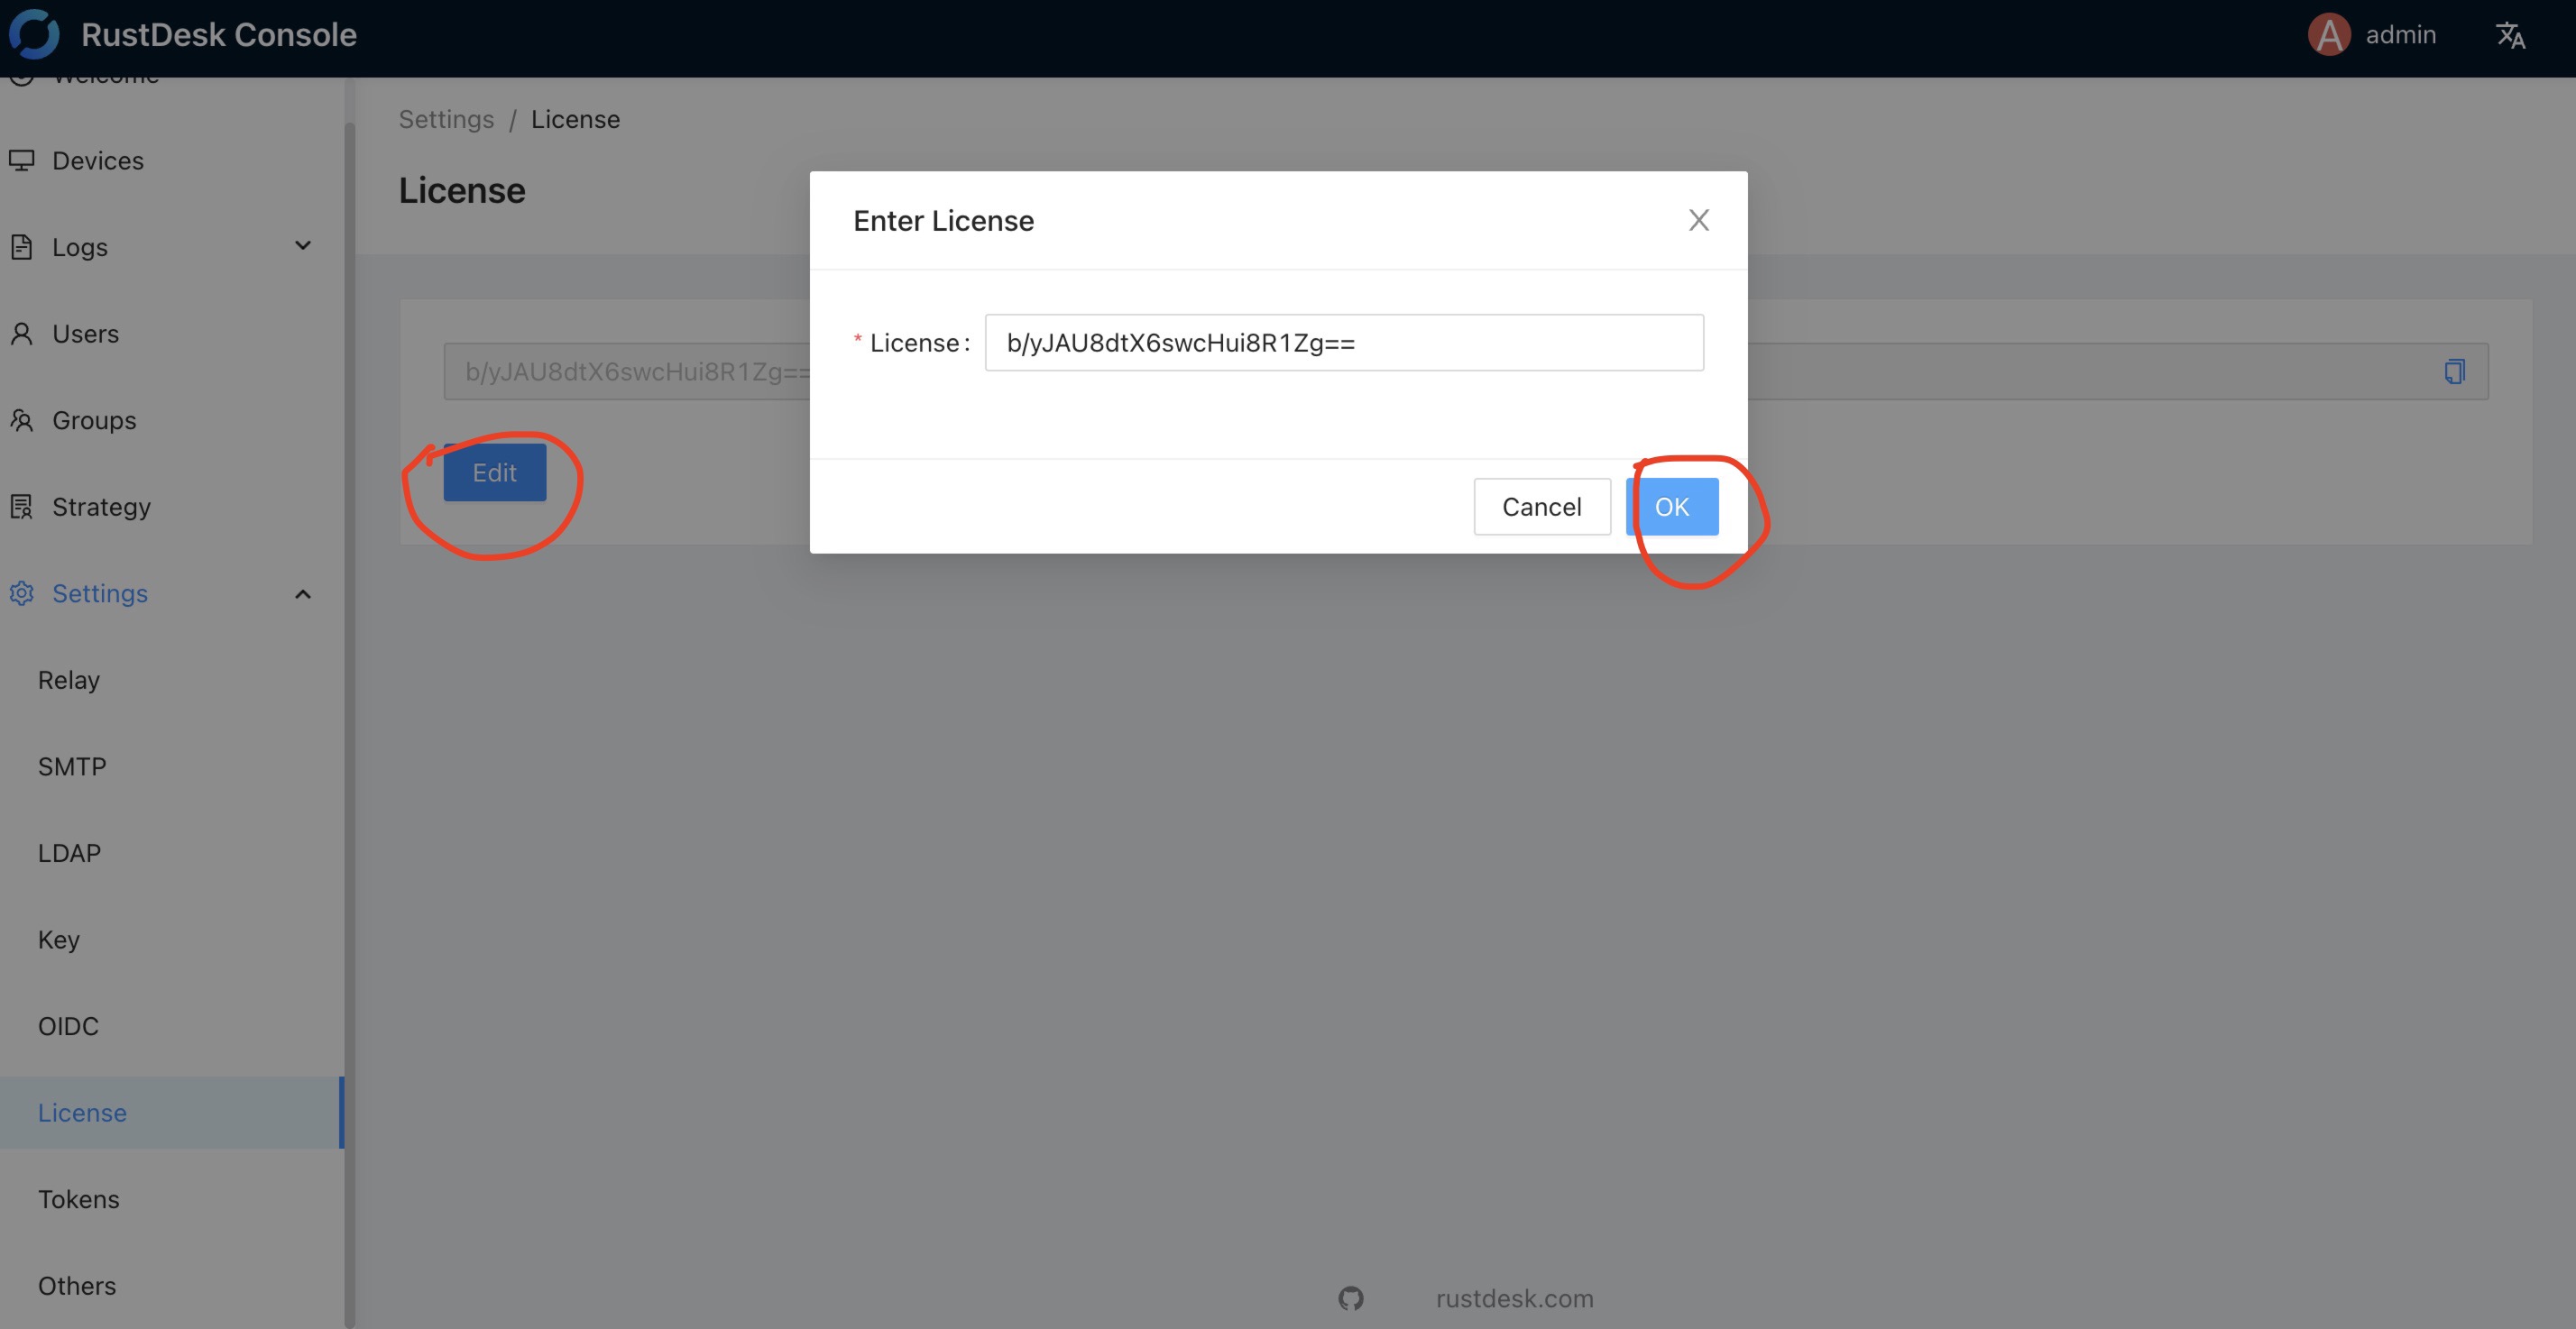 RustDesk Console
A admin
Welcome
Devices
Logs
Users
Groups
Strategy
Settings
Relay
SMTP
LDAP
Key
OIDC
License
Tokens
Others
Settings / License
License
b/yJAU8dtX6swcHui8R1Zg==
Edit
Enter License
* License :
b/yJAU8dtX6swcHui8R1Zg==
Cancel
OK
rustdesk.com